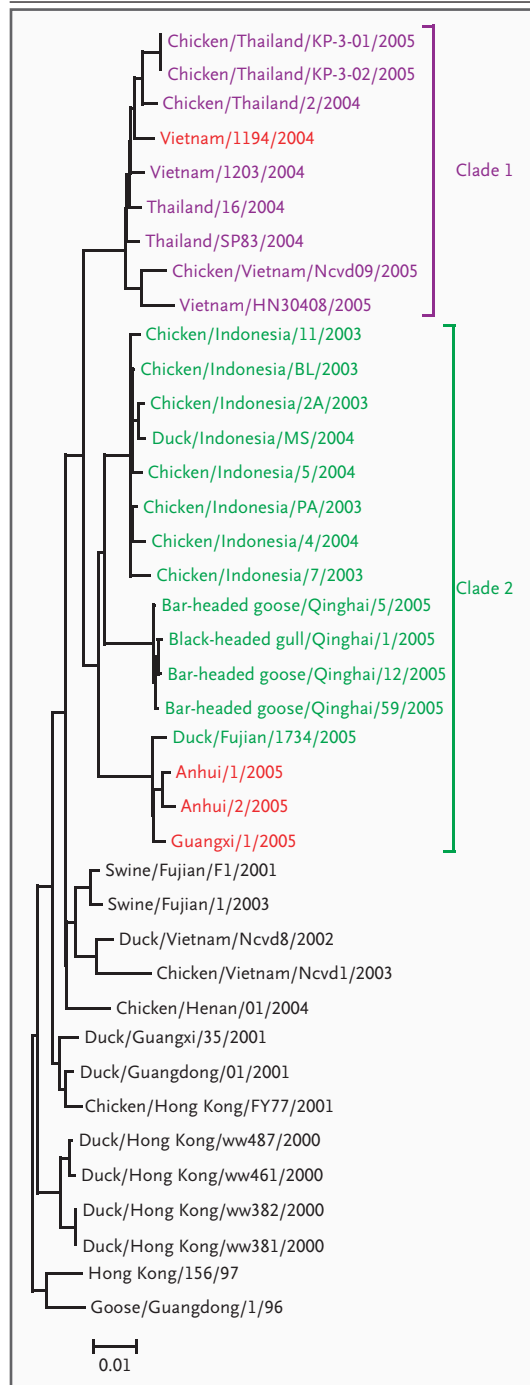 Chicken/Thailand/KP-3-01/2005
Chicken/Thailand/KP-3-02/2005
Chicken/Thailand/2/2004
Vietnam/1194/2004
Vietnam/1203/2004
Clade 1
Thailand/16/2004
Thailand/SP83/2004
Chicken/Vietnam/Ncvd09/2005
Vietnam/HN30408/2005
Chicken/Indonesia/11/2003
Chicken/Indonesia/BL/2003
Chicken/Indonesia/2A/2003
Duck/Indonesia/MS/2004
Chicken/Indonesia/5/2004
Chicken/Indonesia/PA/2003
Chicken/Indonesia/4/2004
Chicken/Indonesia/7/2003
Clade 2
Bar-headed goose/Qinghai/5/2005
Black-headed gull/Qinghai/1/2005
Bar-headed goose/Qinghai/12/2005
Bar-headed goose/Qinghai/59/2005
Duck/Fujian/1734/2005
Anhui/1/2005
Anhui/2/2005
Guangxi/1/2005
Swine/Fujian/F1/2001
Swine/Fujian/1/2003
Duck/Vietnam/Ncvd8/2002
Chicken/Vietnam/Ncvd1/2003
Chicken/Henan/01/2004
Duck/Guangxi/35/2001
Duck/Guangdong/01/2001
Chicken/Hong Kong/FY77/2001
Duck/Hong Kong/ww487/2000
Duck/Hong Kong/ww461/2000
Duck/Hong Kong/ww382/2000
Duck/Hong Kong/ww381/2000
Hong Kong/156/97
Goose/Guangdong/1/96
0.01